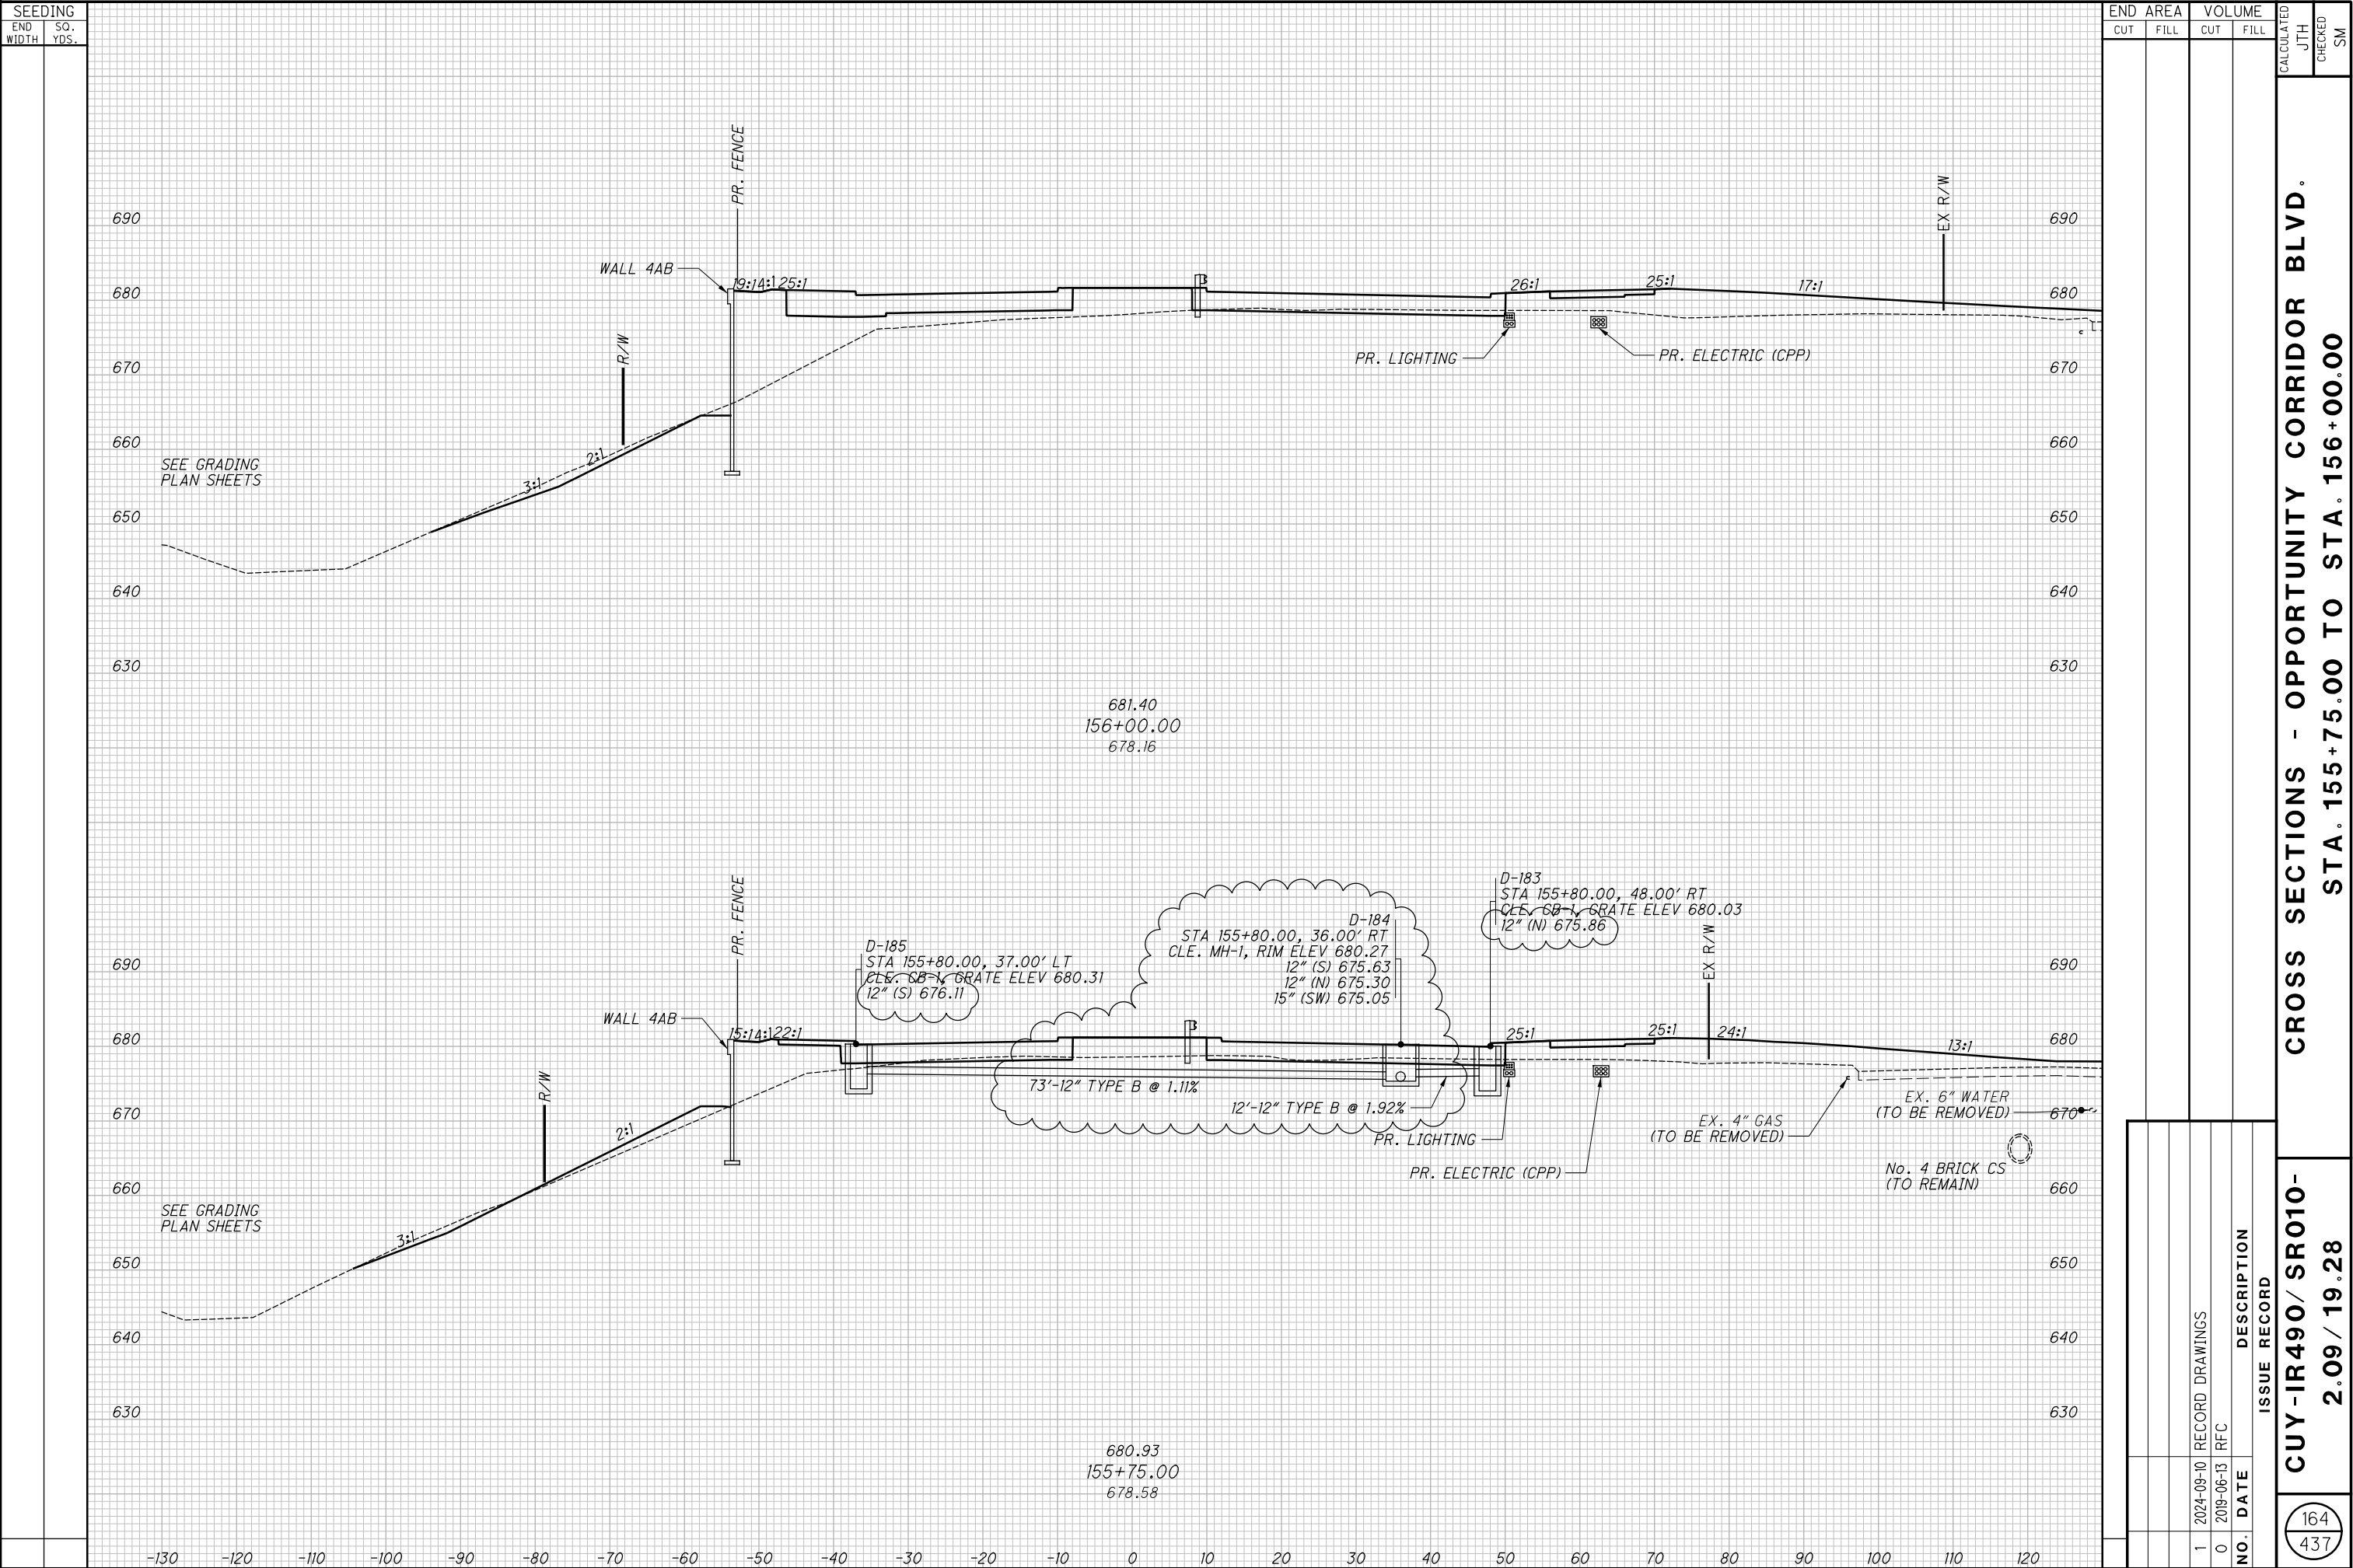 SEEDING
END WIDTH
SQ. YDS.
END AREA
VOLUME
CUT
FILL
CUT
FILL
CALCULATED
JTH
CHECKED
SM
PR. FENCE
EX R/W
690
690
WALL 4AB
19:1
4:1
25:1
26:1
25:1
17:1
680
680
R/W
PR. LIGHTING
PR. ELECTRIC (CPP)
670
670
660
660
2:1
SEE GRADING
PLAN SHEETS
3:1
650
650
640
640
630
630
681.40
156+00.00
678.16
PR. FENCE
D-183
STA 155+80.00, 48.00' RT
CLE. CB-1, GRATE ELEV 680.03
12" (N) 675.86
D-184
STA 155+80.00, 36.00' RT
CLE. MH-1, RIM ELEV 680.27
12" (S) 675.63
12" (N) 675.30
15" (SW) 675.05
D-185
STA 155+80.00, 37.00' LT
CLE. CB-1, GRATE ELEV 680.31
12" (S) 676.11
EX R/W
690
690
WALL 4AB
15:1
4:1
22:1
25:1
25:1
24:1
13:1
680
680
R/W
73'-12" TYPE B @ 1.11%
12'-12" TYPE B @ 1.92%
EX. 6" WATER
(TO BE REMOVED)
EX. 4" GAS
(TO BE REMOVED)
670
670
PR. LIGHTING
2:1
PR. ELECTRIC (CPP)
No. 4 BRICK CS
(TO REMAIN)
660
660
SEE GRADING
PLAN SHEETS
3:1
650
650
640
640
630
630
680.93
155+75.00
678.58
-130 -120 -110 -100 -90 -80 -70 -60 -50 -40 -30 -20 -10 0 10 20 30 40 50 60 70 80 90 100 110 120
CROSS SECTIONS - OPPORTUNITY CORRIDOR BLVD.
STA. 155+75.00 TO STA. 156+00.00
1 2024-09-10 RECORD DRAWINGS
0 2019-06-13 RFC
NO. DATE DESCRIPTION
ISSUE RECORD
CUY-IR490/SR010-
2.09/19.28
164
437